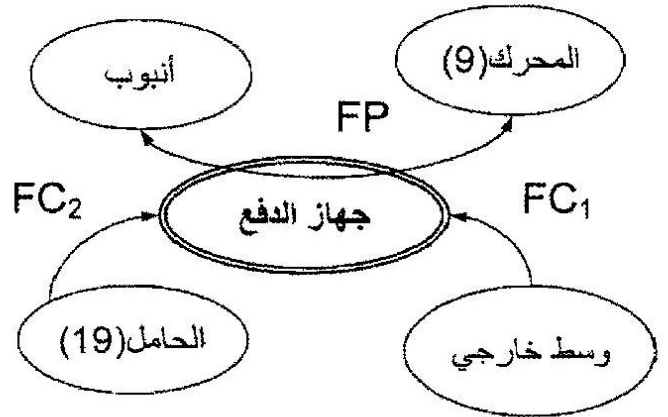 أنبوب
المحرك(9)
FP
FC₂
جهاز الدفع
FC₁
الحامل(19)
وسط خارجي